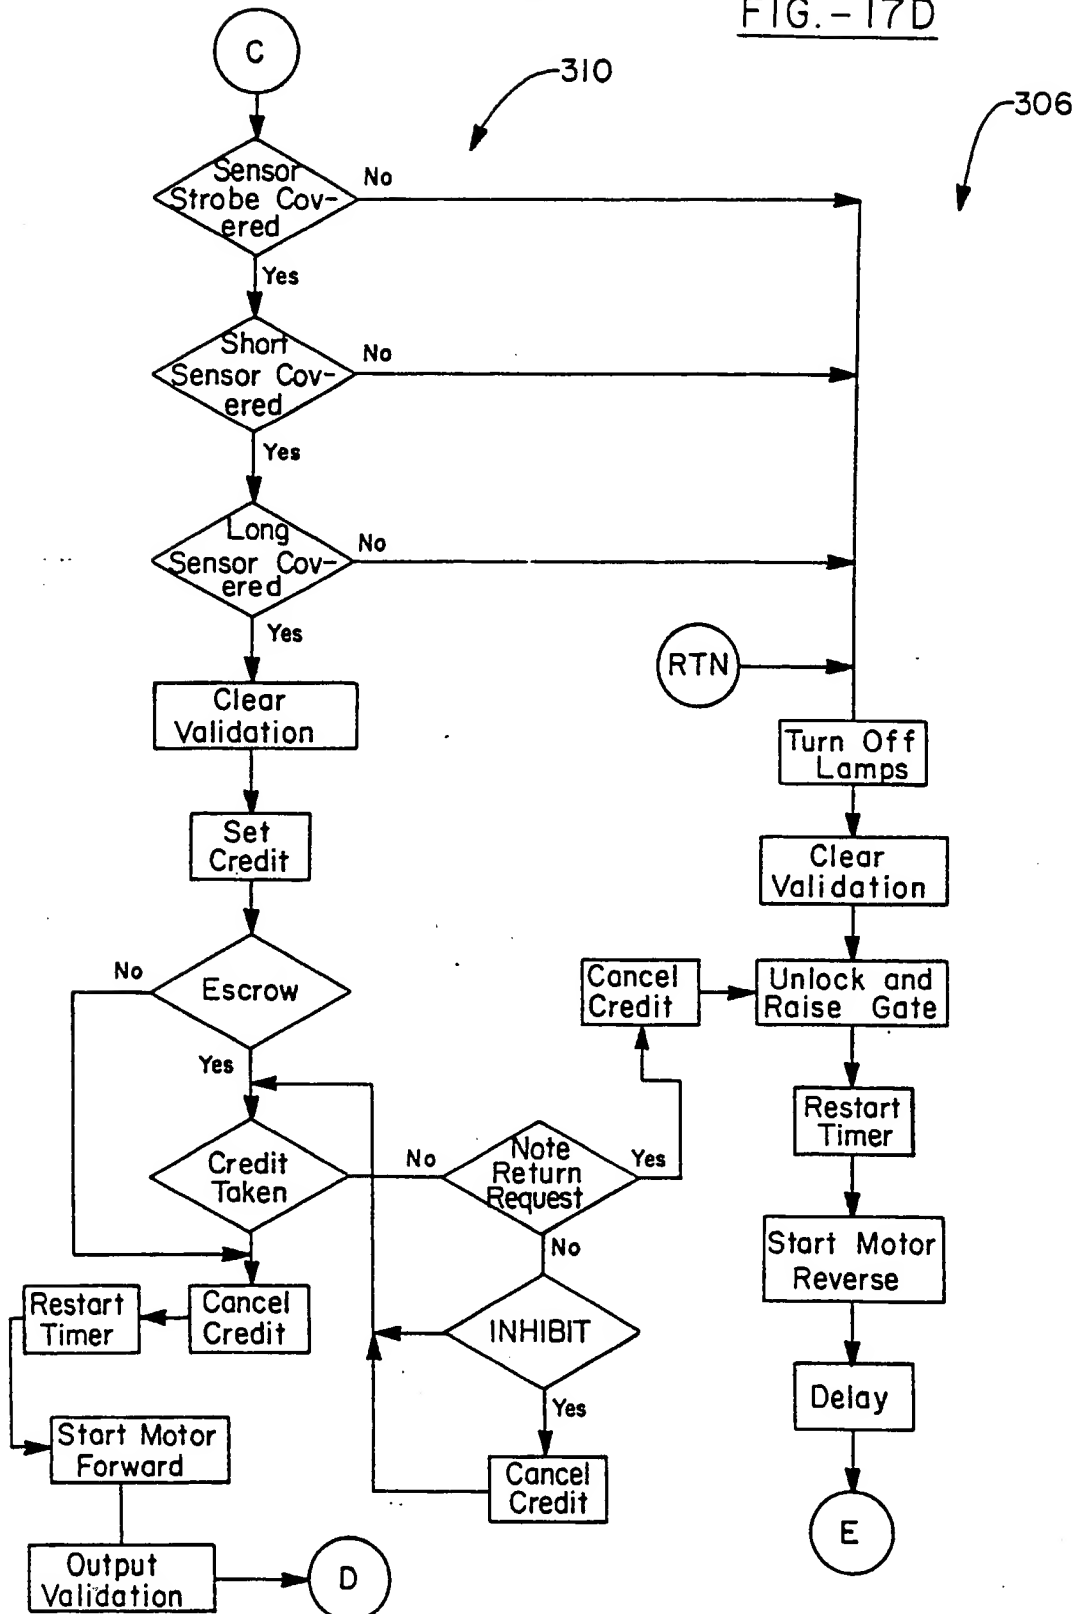 FIG.-17D
C
310
306
Sensor
Strobe Cov-
ered
No
Yes
Short
Sensor Cov-
ered
No
Yes
Long
Sensor Cov-
ered
No
Yes
RTN
Clear
Validation
Turn Off
Lamps
Set
Credit
Clear
Validation
Escrow
No
Yes
Cancel
Credit
Unlock and
Raise Gate
Restart
Timer
Credit
Taken
No
Note
Return
Request
Yes
No
Start Motor
Reverse
Restart
Timer
Cancel
Credit
INHIBIT
Yes
Delay
Start Motor
Forward
Cancel
Credit
E
Output
Validation
D